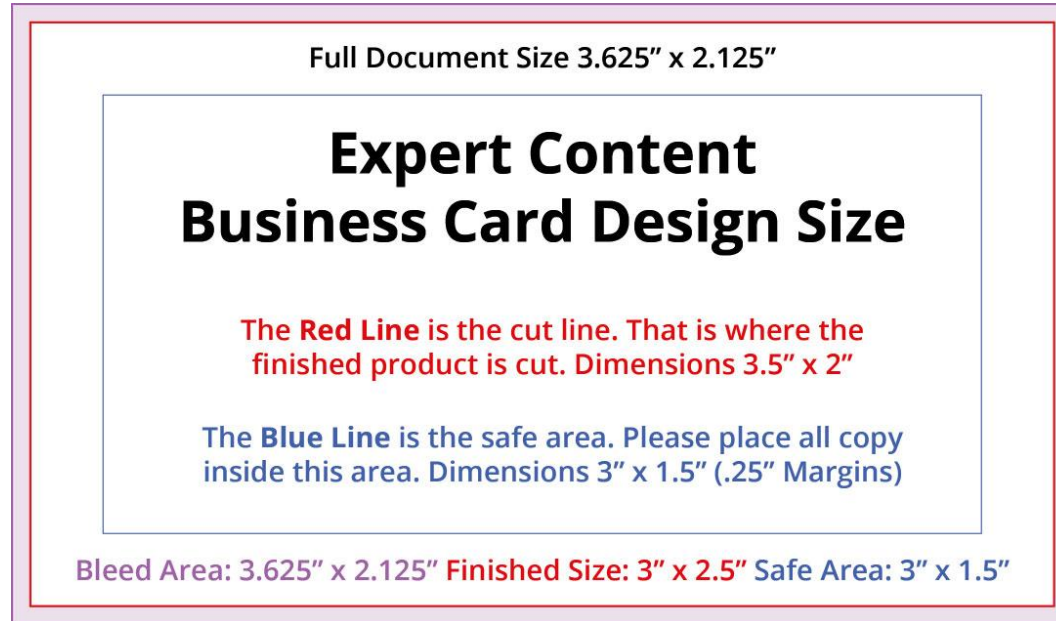 Full Document Size 3.625” x 2.125”
Expert Content
Business Card Design Size
The Red Line is the cut line. That is where the
finished product is cut. Dimensions 3.5” x 2”
The Blue Line is the safe area. Please place all copy
inside this area. Dimensions 3” x 1.5” (.25” Margins)
Bleed Area: 3.625” x 2.125” Finished Size: 3” x 2.5” Safe Area: 3” x 1.5”